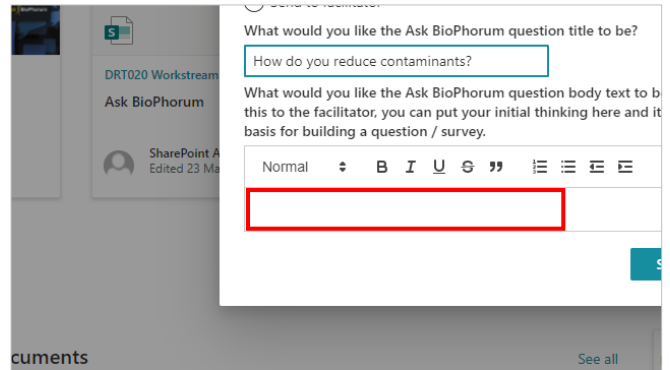 Send to facilitator
What would you like the Ask BioPhorum question title to be?
How do you reduce contaminants?
What would you like the Ask BioPhorum question body text to b
this to the facilitator, you can put your initial thinking here and it
basis for building a question / survey.
Normal B I U S
S
DRT020 Workstream
Ask BioPhorum
SharePoint A
Edited 23 Ma
cuments
See all